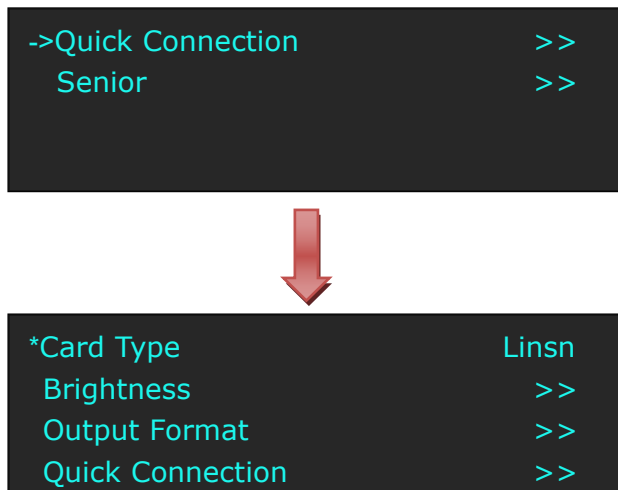 ->Quick Connection >>
Senior >>
*Card Type Linsn
Brightness >>
Output Format >>
Quick Connection >>